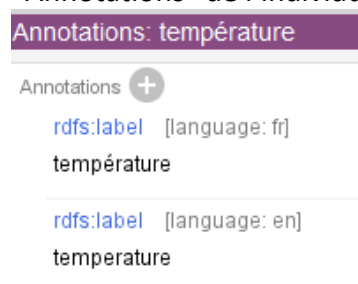 Annotations: température
Annotations
rdfs:label [language: fr]
température
rdfs:label [language: en]
temperature